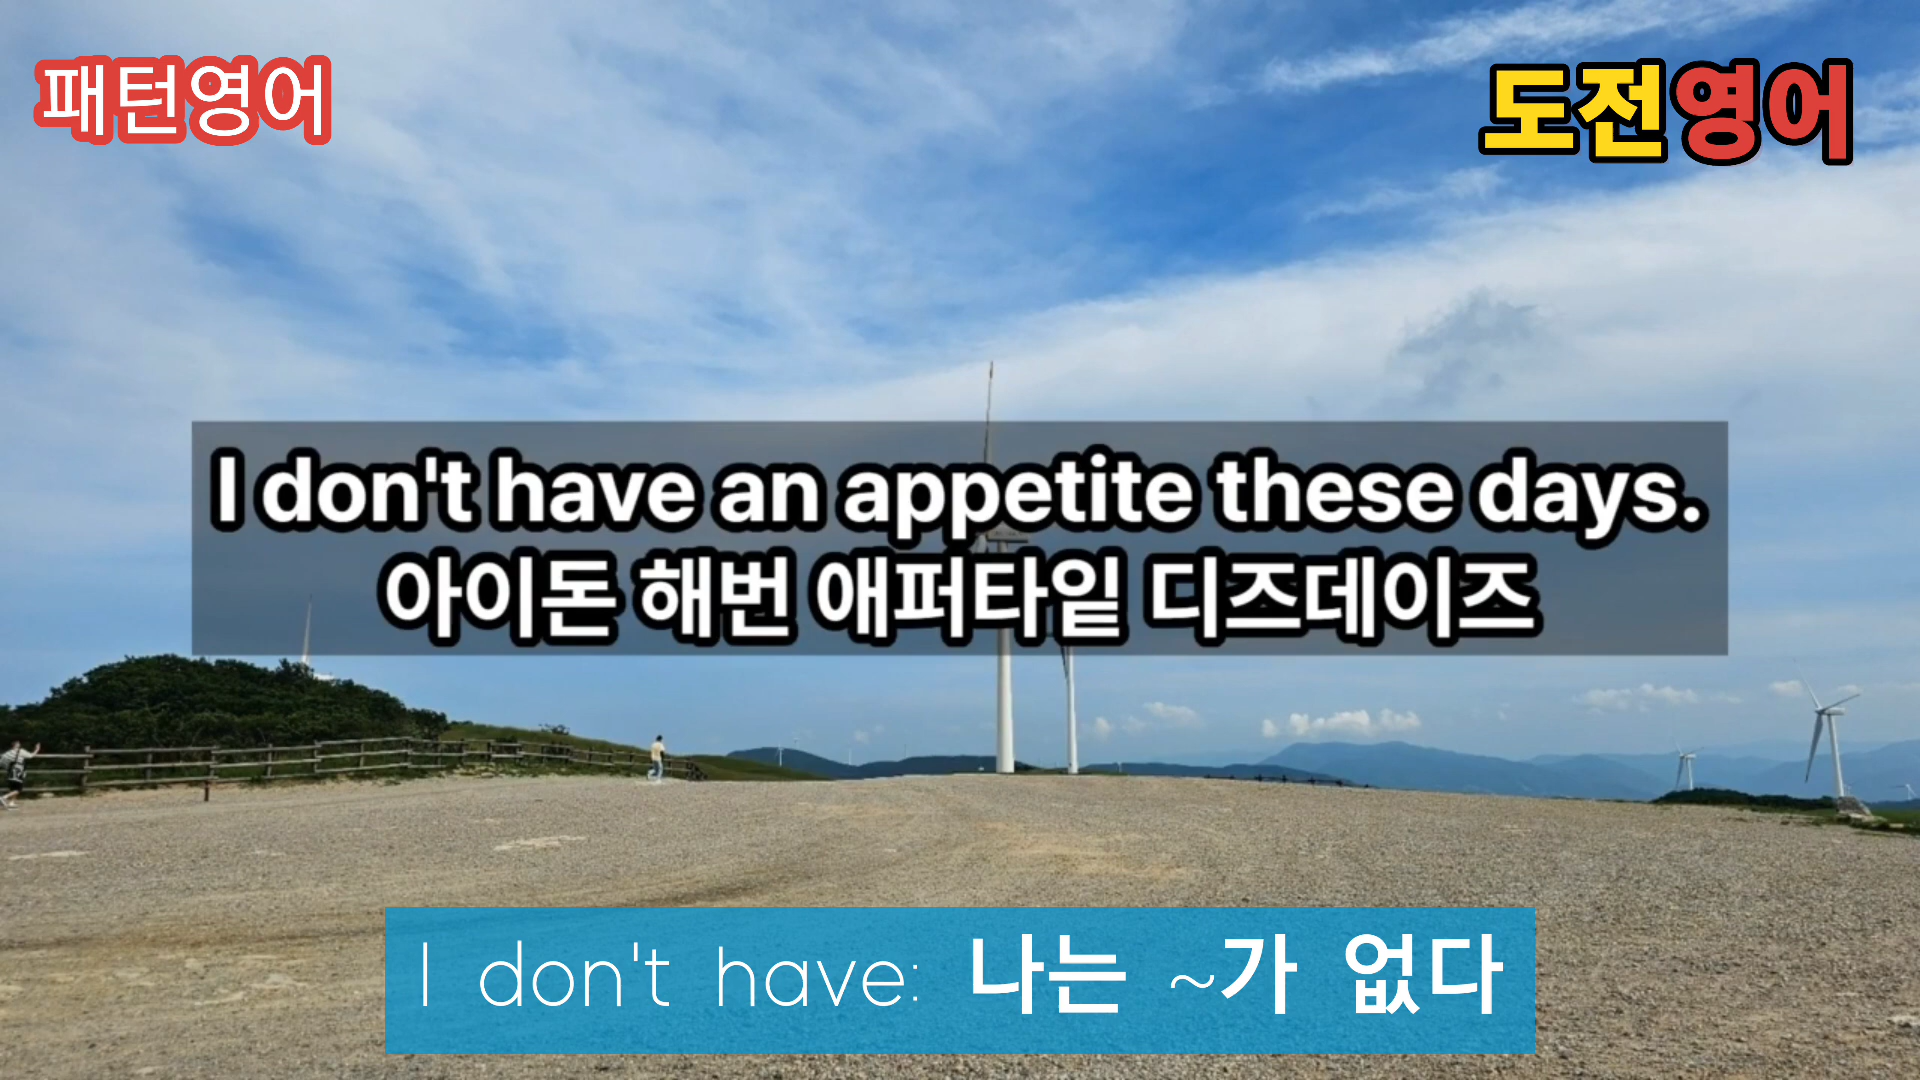 패턴영어
도전영어
I don't have an appetite these days.
아이돈 해번 애퍼타잍 디즈데이즈
I don't have: 나는 ~가 없다